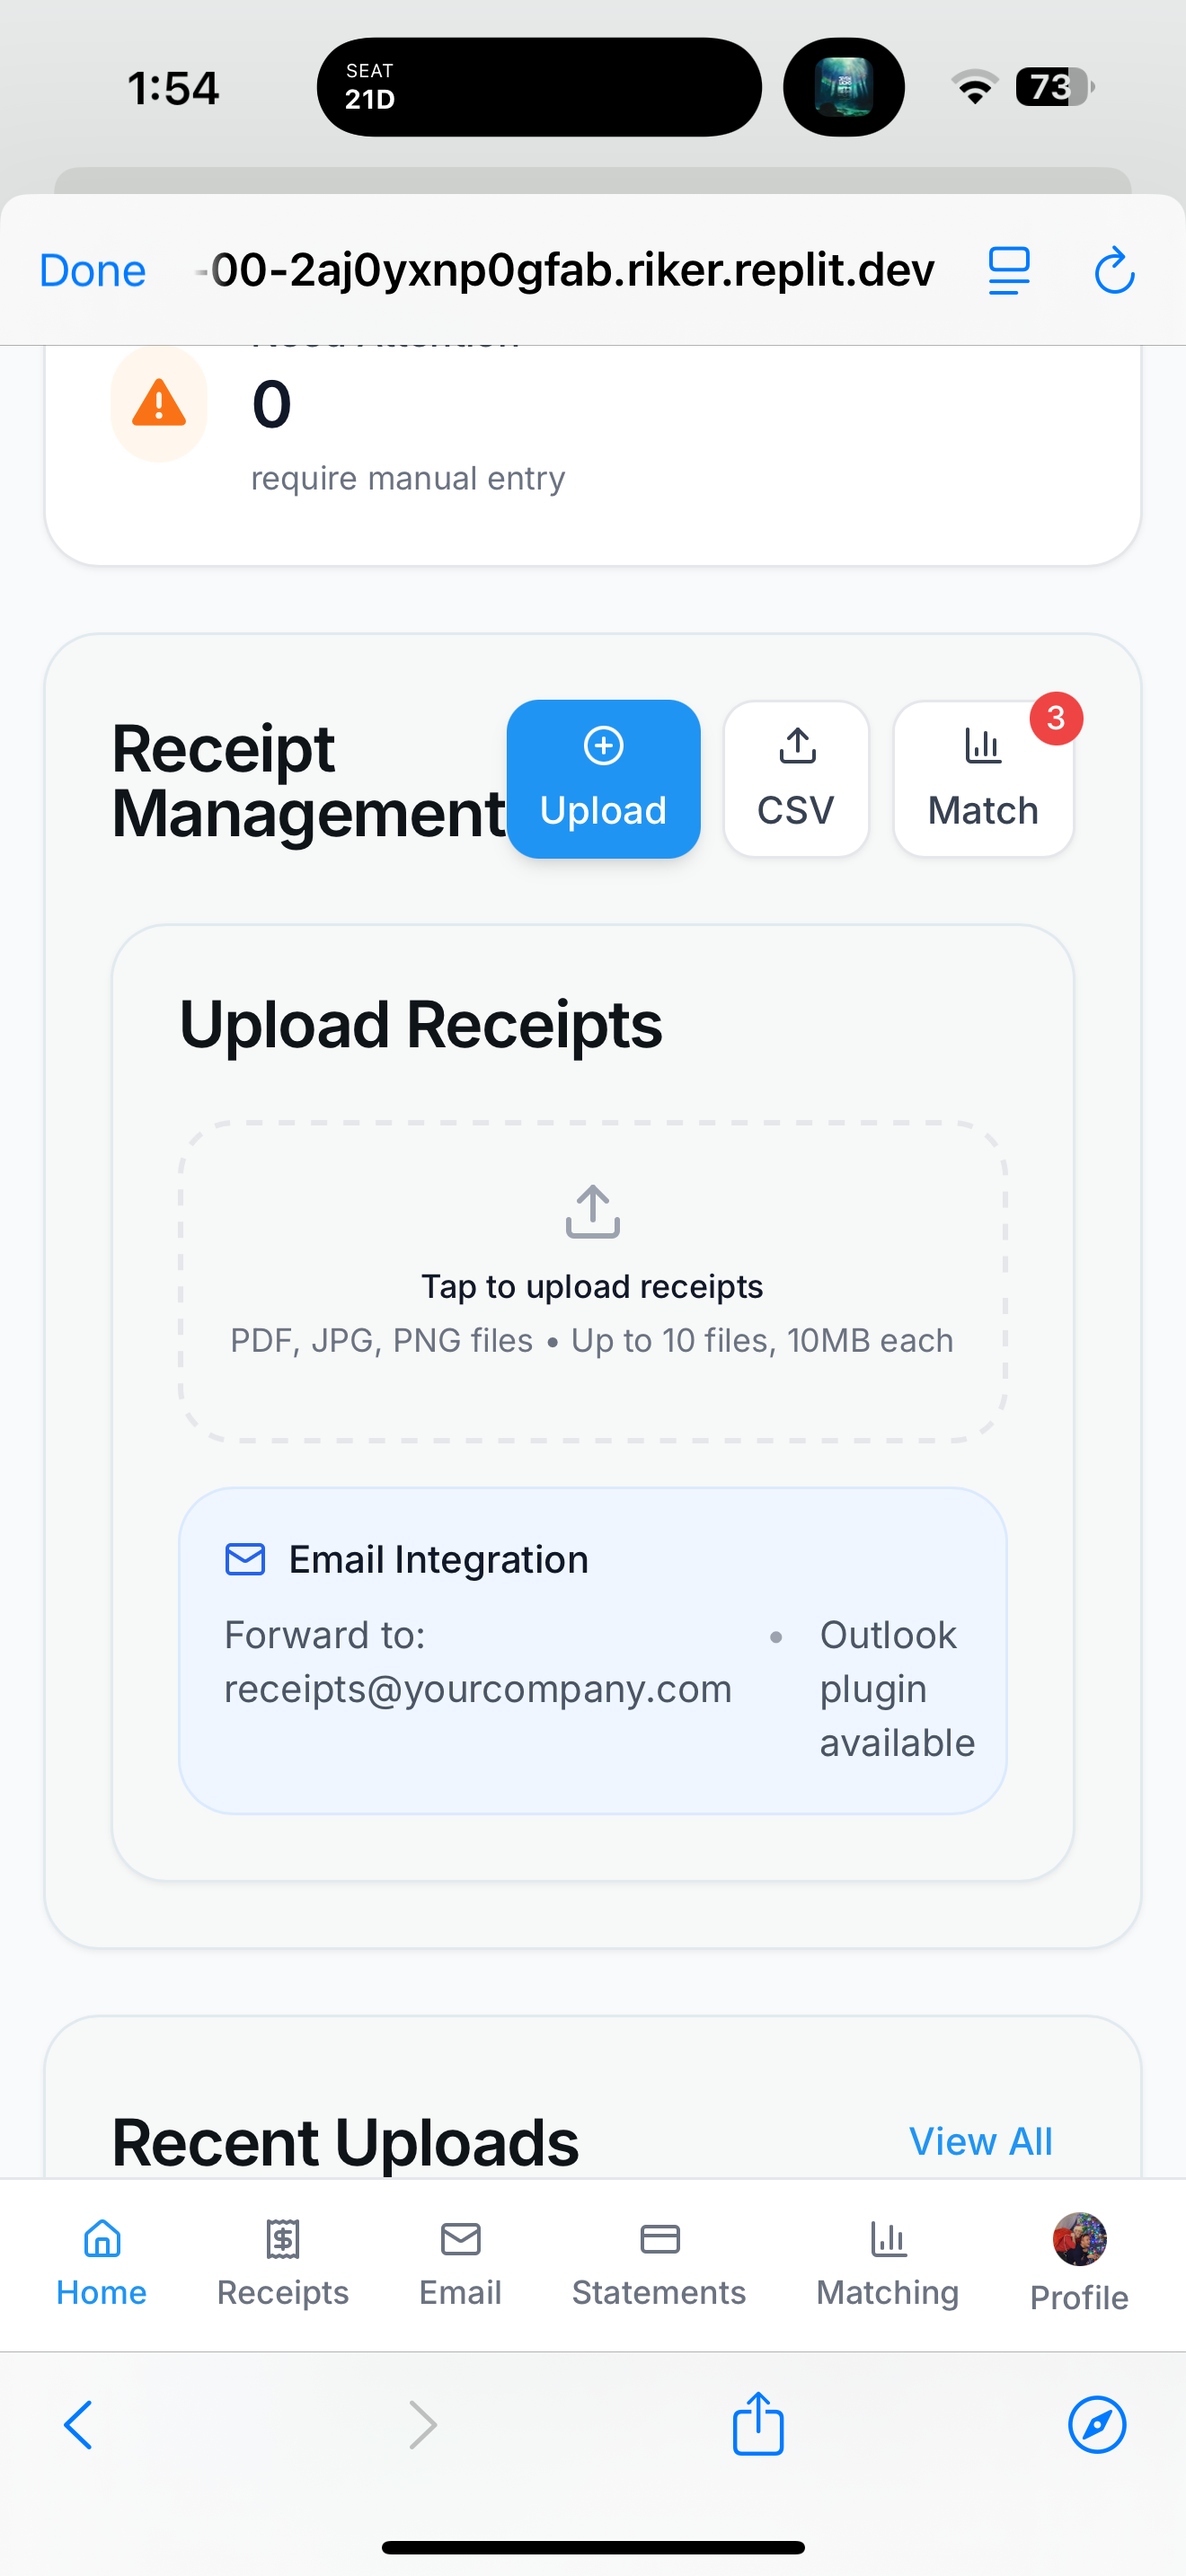 1:54
SEAT
21D
73
Done
-00-2aj0yxnp0gfab.riker.replit.dev
Need Attention
0
require manual entry
Receipt
Management
Upload
CSV
Match
3
Upload Receipts
Tap to upload receipts
PDF, JPG, PNG files • Up to 10 files, 10MB each
Email Integration
Forward to:
receipts@yourcompany.com
•
Outlook
plugin
available
Recent Uploads
View All
Home
Receipts
Email
Statements
Matching
Profile